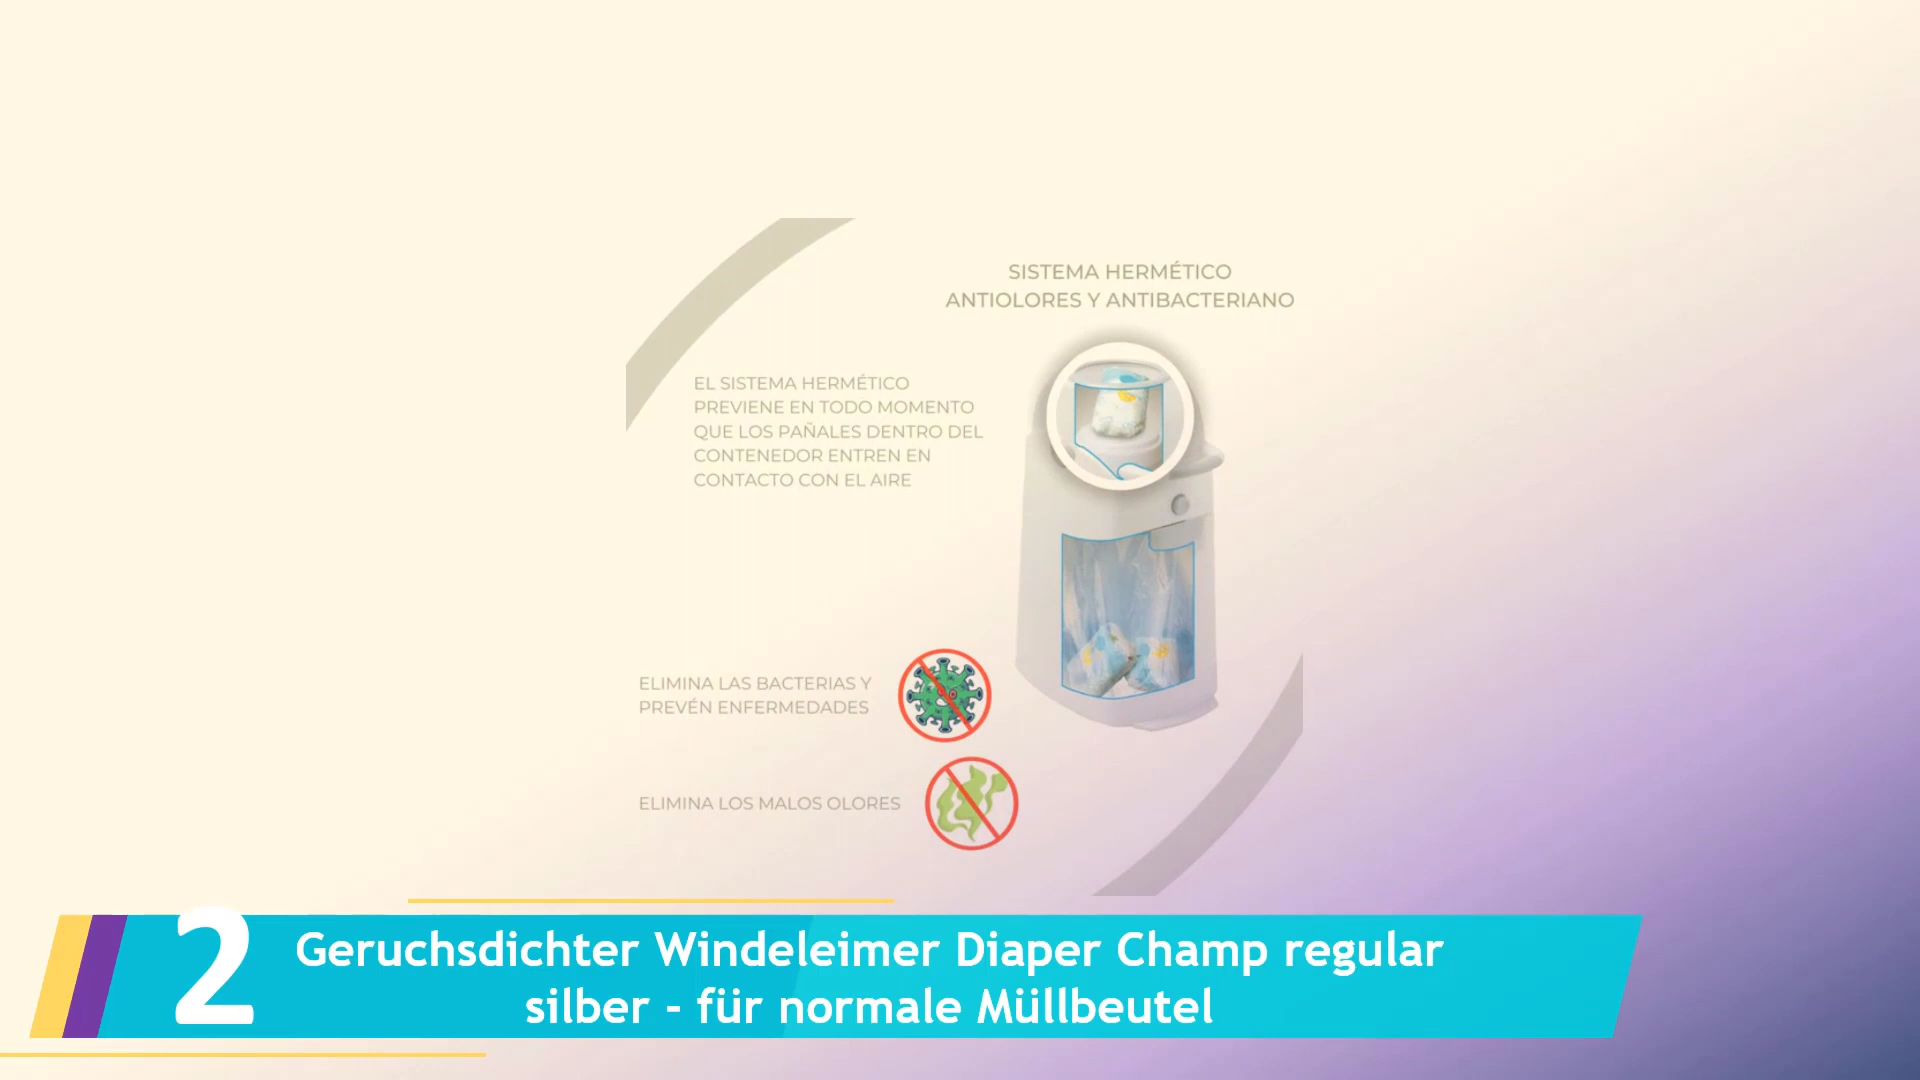 SISTEMA HERMÉTICO
ANTIOLORES Y ANTIBACTERIANO
EL SISTEMA HERMÉTICO
PREVIENE EN TODO MOMENTO
QUE LOS PAÑALES DENTRO DEL
CONTENEDOR ENTREN EN
CONTACTO CON EL AIRE
ELIMINA LAS BACTERIAS Y
PREVÉN ENFERMEDADES
ELIMINA LOS MALOS OLORES
2
Geruchsdichter Windeleimer Diaper Champ regular
silber - für normale Müllbeutel